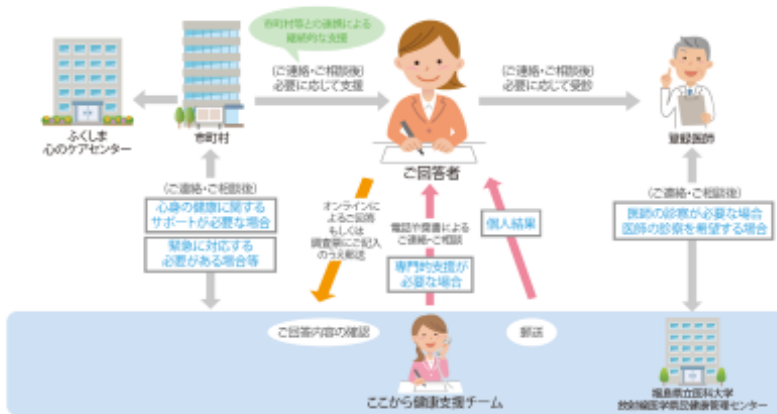 市町村等との連携による
継続的な支援
(ご連絡・ご相談後)
必要に応じて支援
(ご連絡・ご相談後)
必要に応じて受診
ふくしま
心のケアセンター
市町村
ご回答者
登録医師
(ご連絡・ご相談後)
心身の健康に関する
サポートが必要な場合
緊急に対応する
必要がある場合等
オンラインに
よるご回答
もしくは
調査票にご記入
のうえ郵送
電話や葉書による
ご連絡・ご相談
専門的支援が
必要な場合
個人結果
(ご連絡・ご相談後)
医師の診察が必要な場合
医師の診察を希望する場合
ご回答内容の確認
郵送
ここから健康支援チーム
福島県立医科大学
放射線医学県民健康管理センター